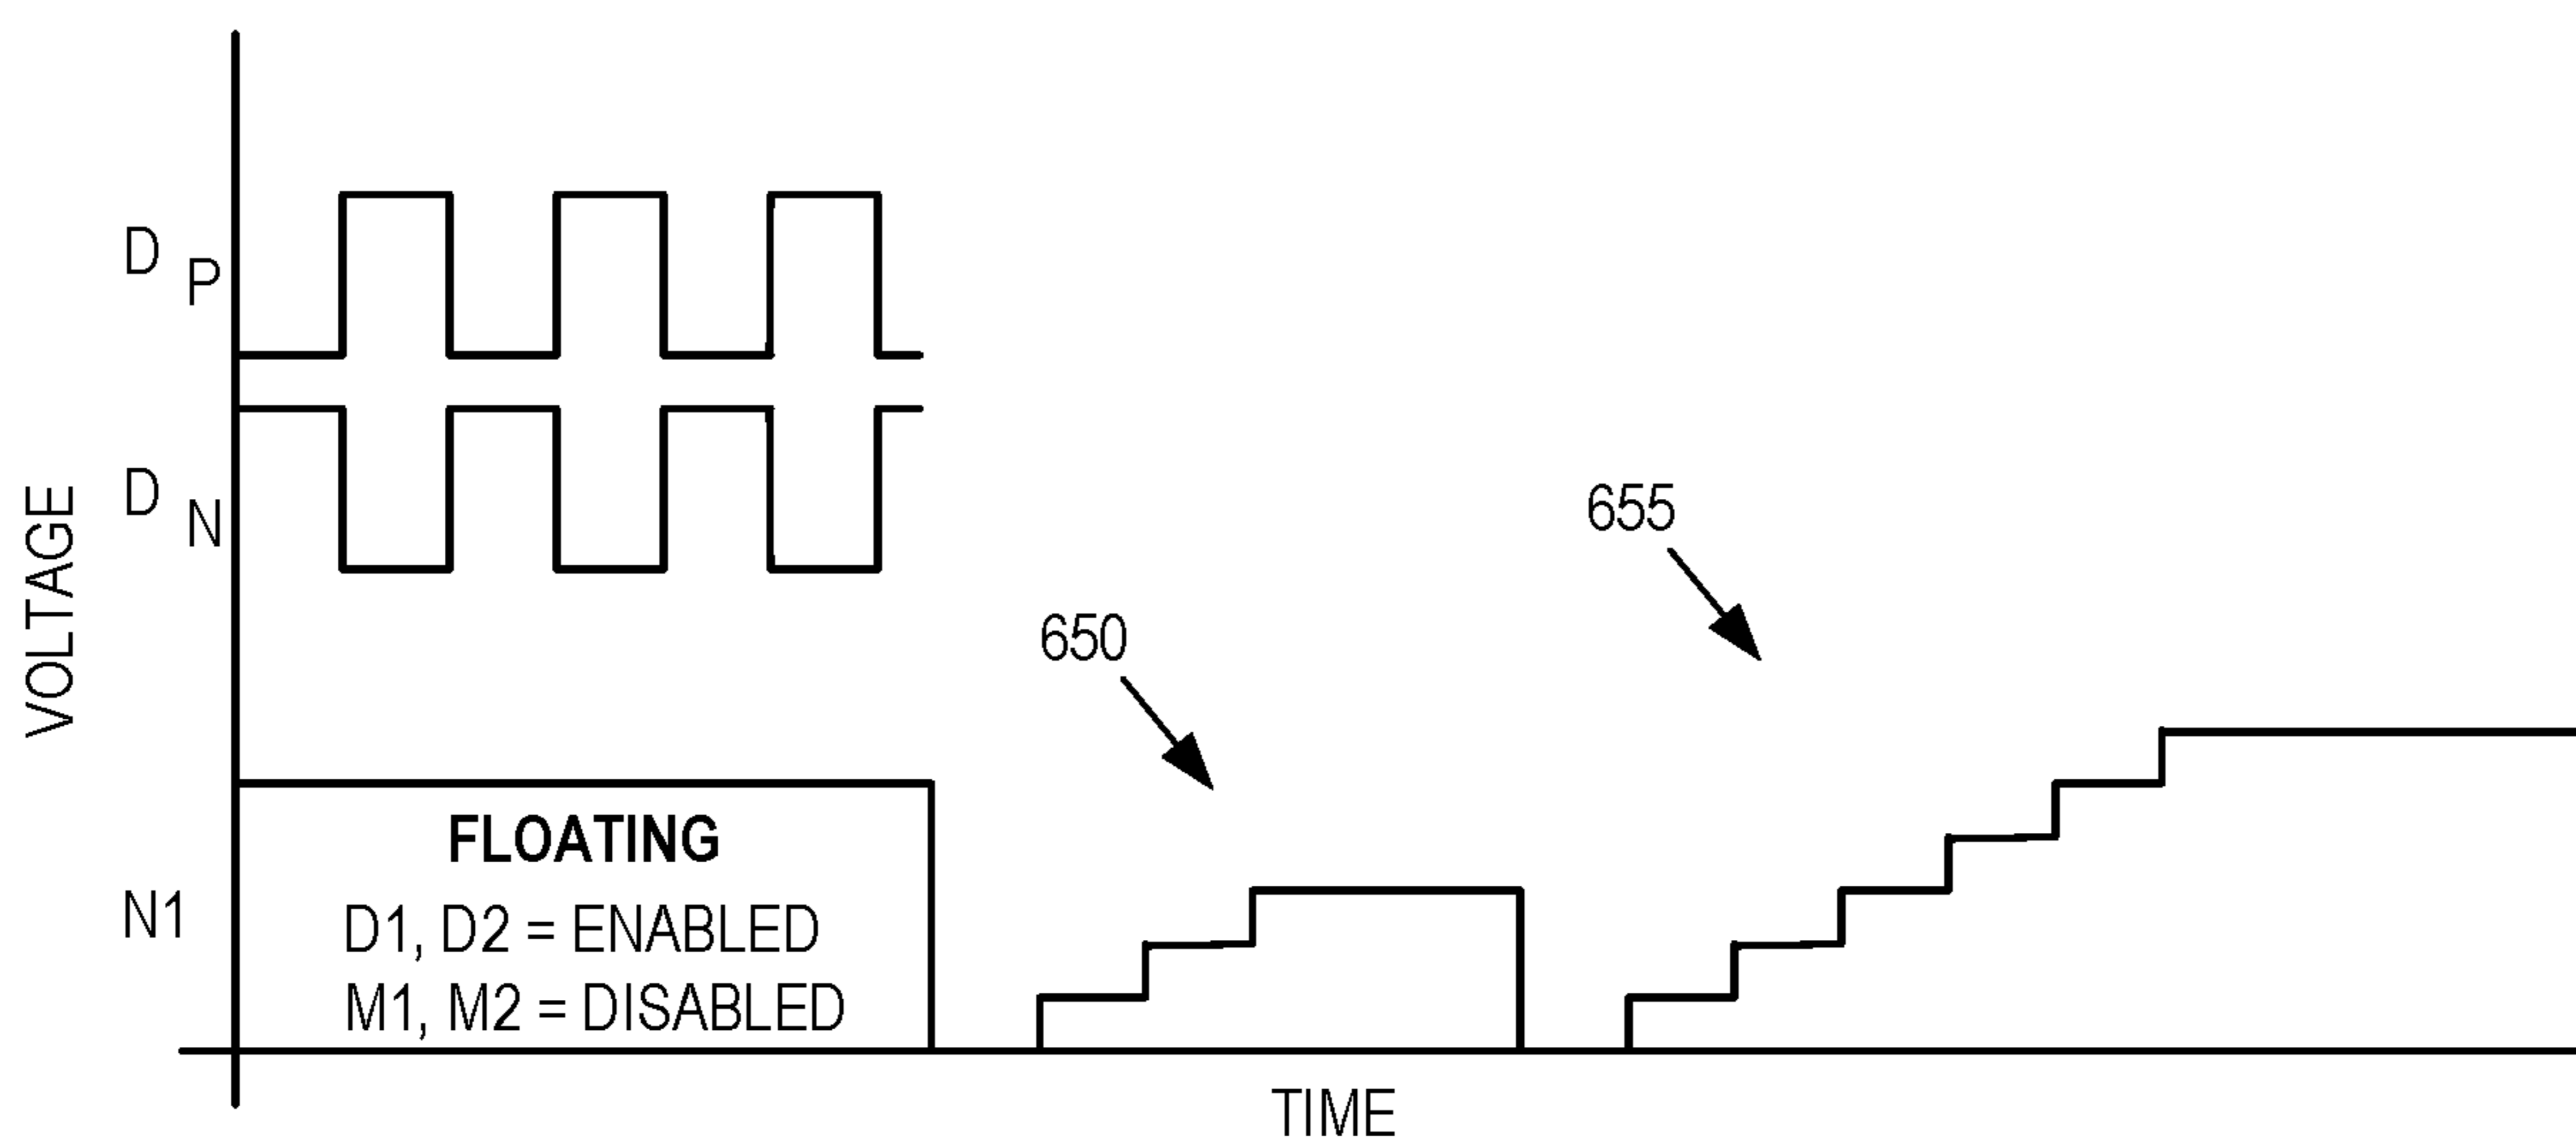 D P
D N
VOLTAGE
655
650
FLOATING
N1
D1, D2 = ENABLED
M1, M2 = DISABLED
TIME